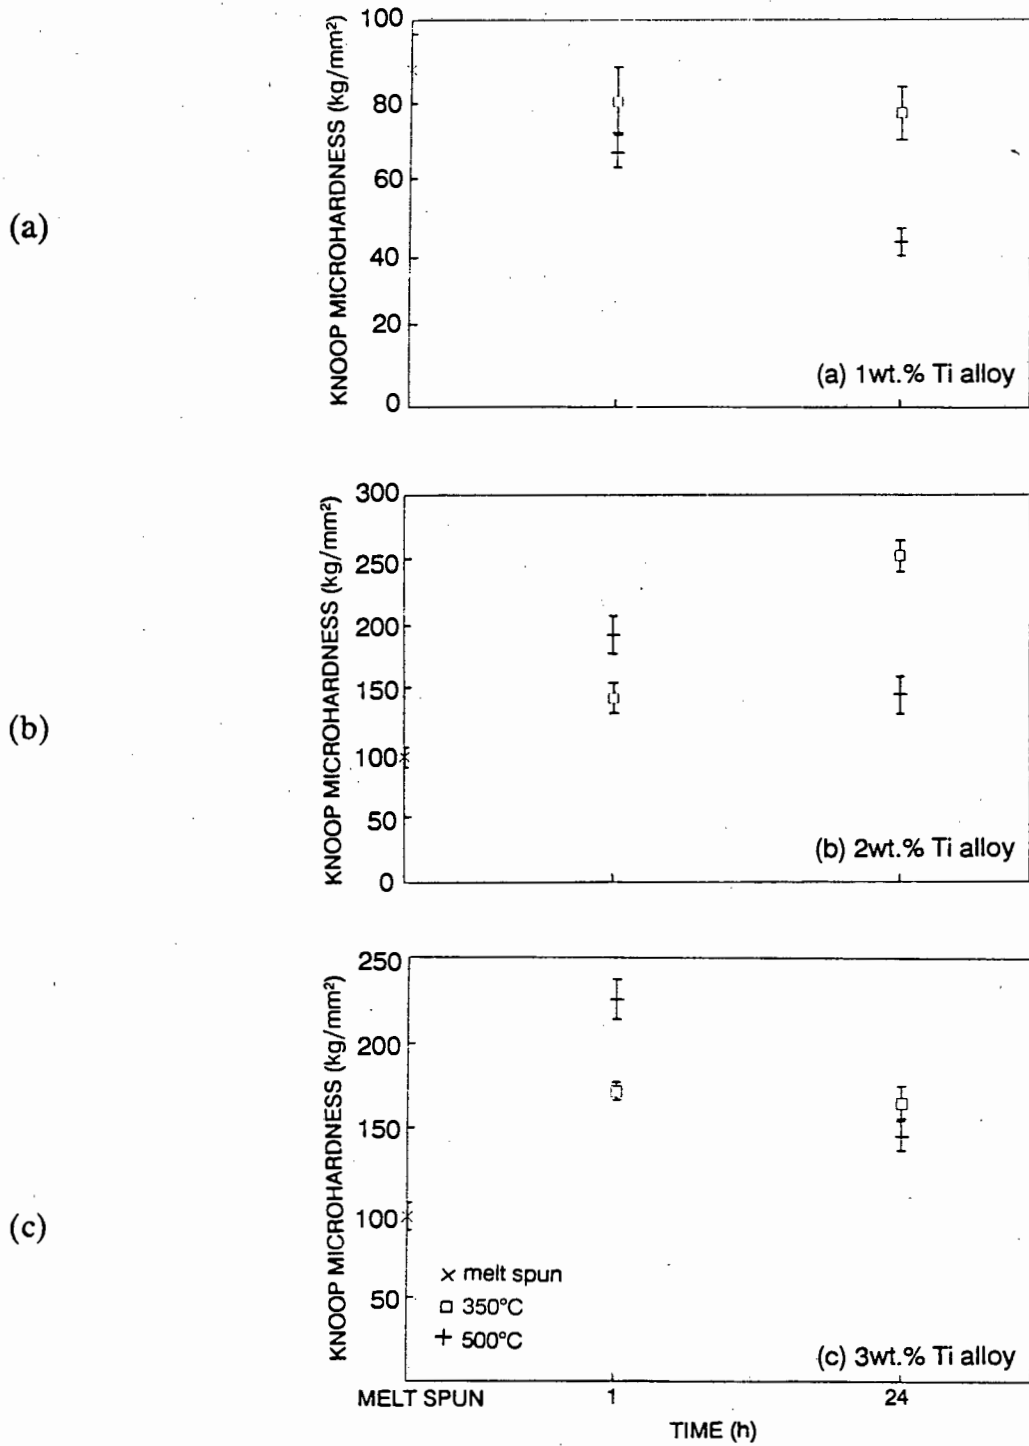 (a)
KNOOP MICROHARDNESS (kg/mm²)
100
80
60
40
20
0
(a) 1wt.% Ti alloy
(b)
KNOOP MICROHARDNESS (kg/mm²)
300
250
200
150
100
50
0
(b) 2wt.% Ti alloy
(c)
KNOOP MICROHARDNESS (kg/mm²)
250
200
150
100
50
× melt spun
□ 350°C
+ 500°C
(c) 3wt.% Ti alloy
MELT SPUN 1 24
TIME (h)